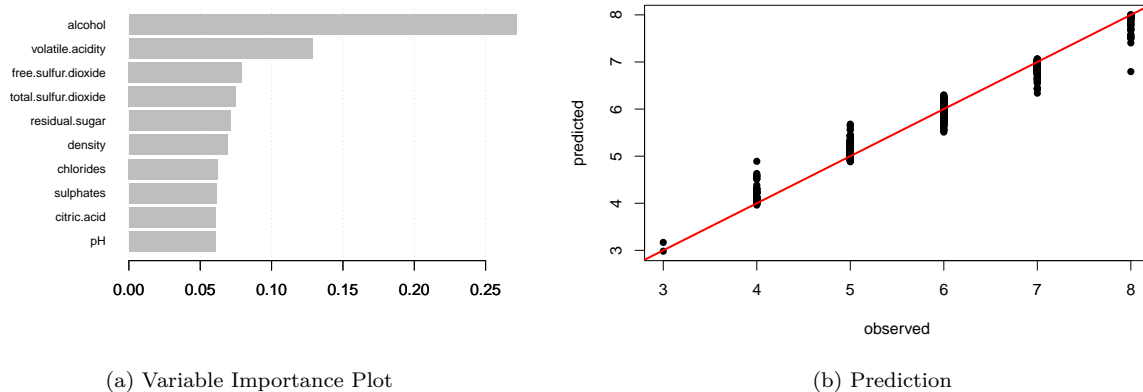 alcohol
volatile.acidity
free.sulfur.dioxide
total.sulfur.dioxide
residual.sugar
density
chlorides
sulphates
citric.acid
pH
0.00 0.05 0.10 0.15 0.20 0.25
(a) Variable Importance Plot
predicted
8
7
6
5
4
3
3 4 5 6 7 8
observed
(b) Prediction